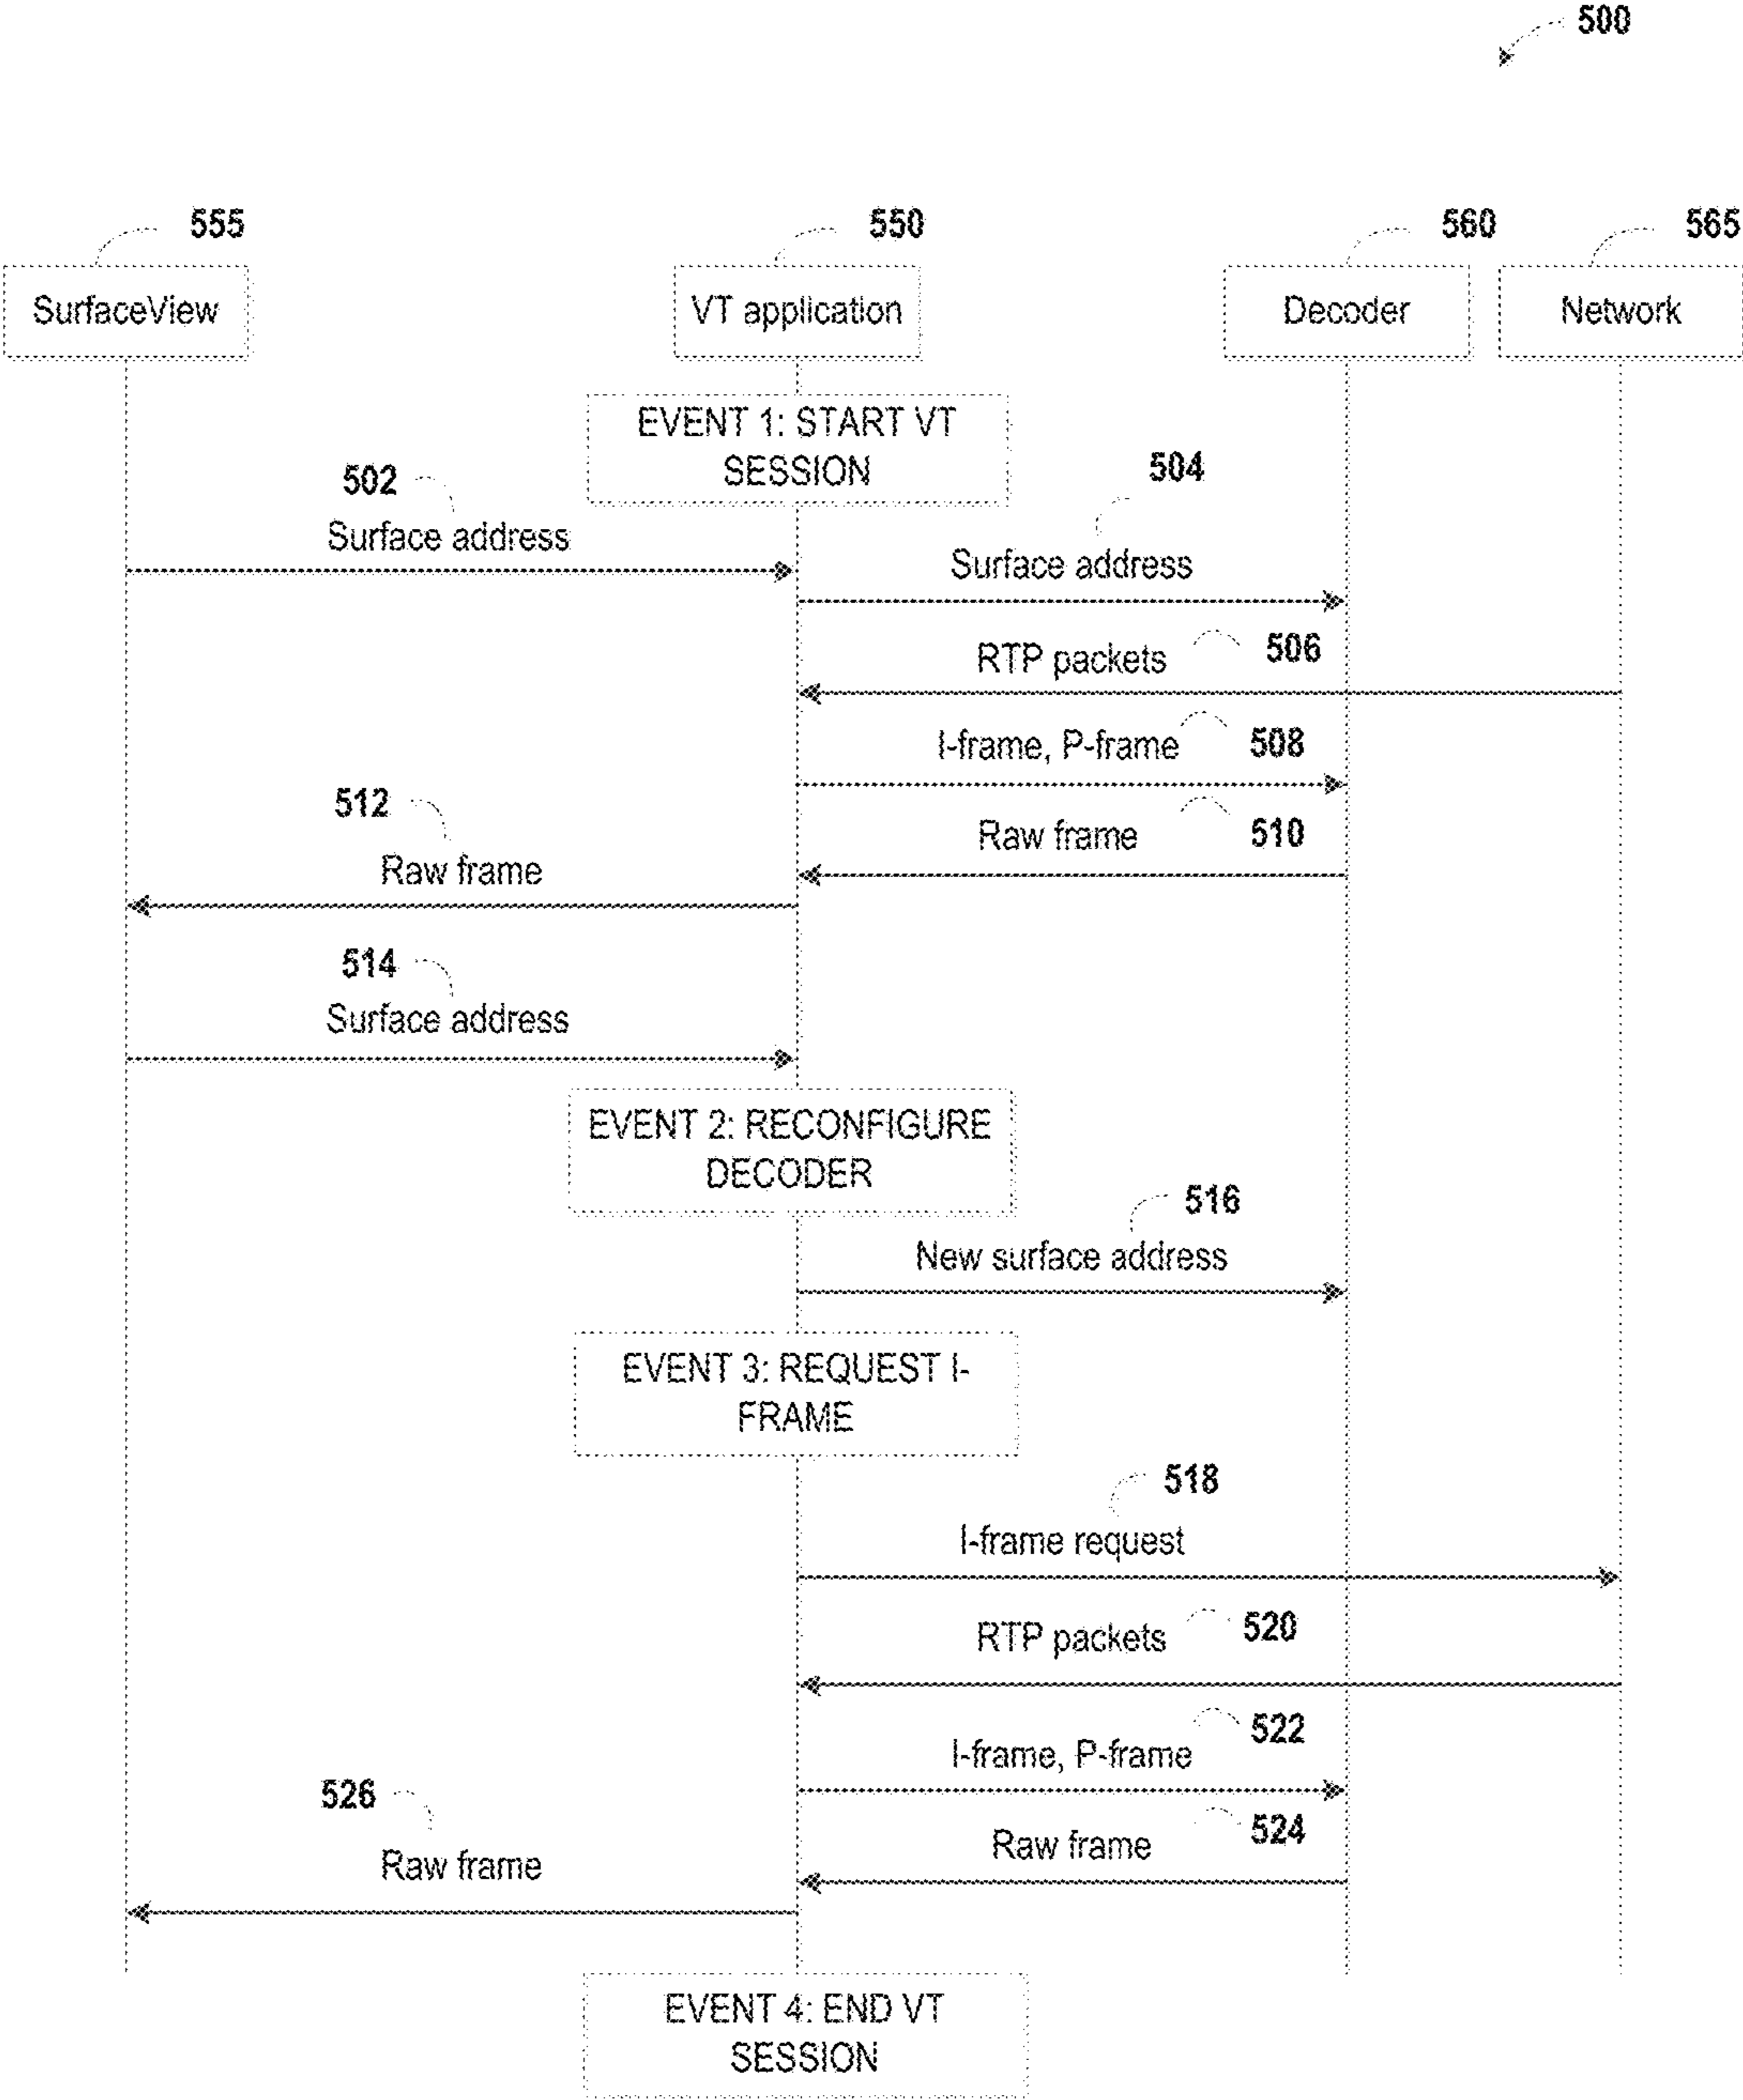 500
555
550
560
565
SurfaceView
VT application
Decoder
Network
EVENT 1: START VT
SESSION
502
504
Surface address
Surface address
RTP packets
506
I-frame, P-frame
508
512
Raw frame
510
Raw frame
514
Surface address
EVENT 2: RECONFIGURE
DECODER
516
New surface address
EVENT 3: REQUEST I-
FRAME
518
I-frame request
RTP packets
520
I-frame, P-frame
522
526
Raw frame
524
Raw frame
EVENT 4: END VT
SESSION